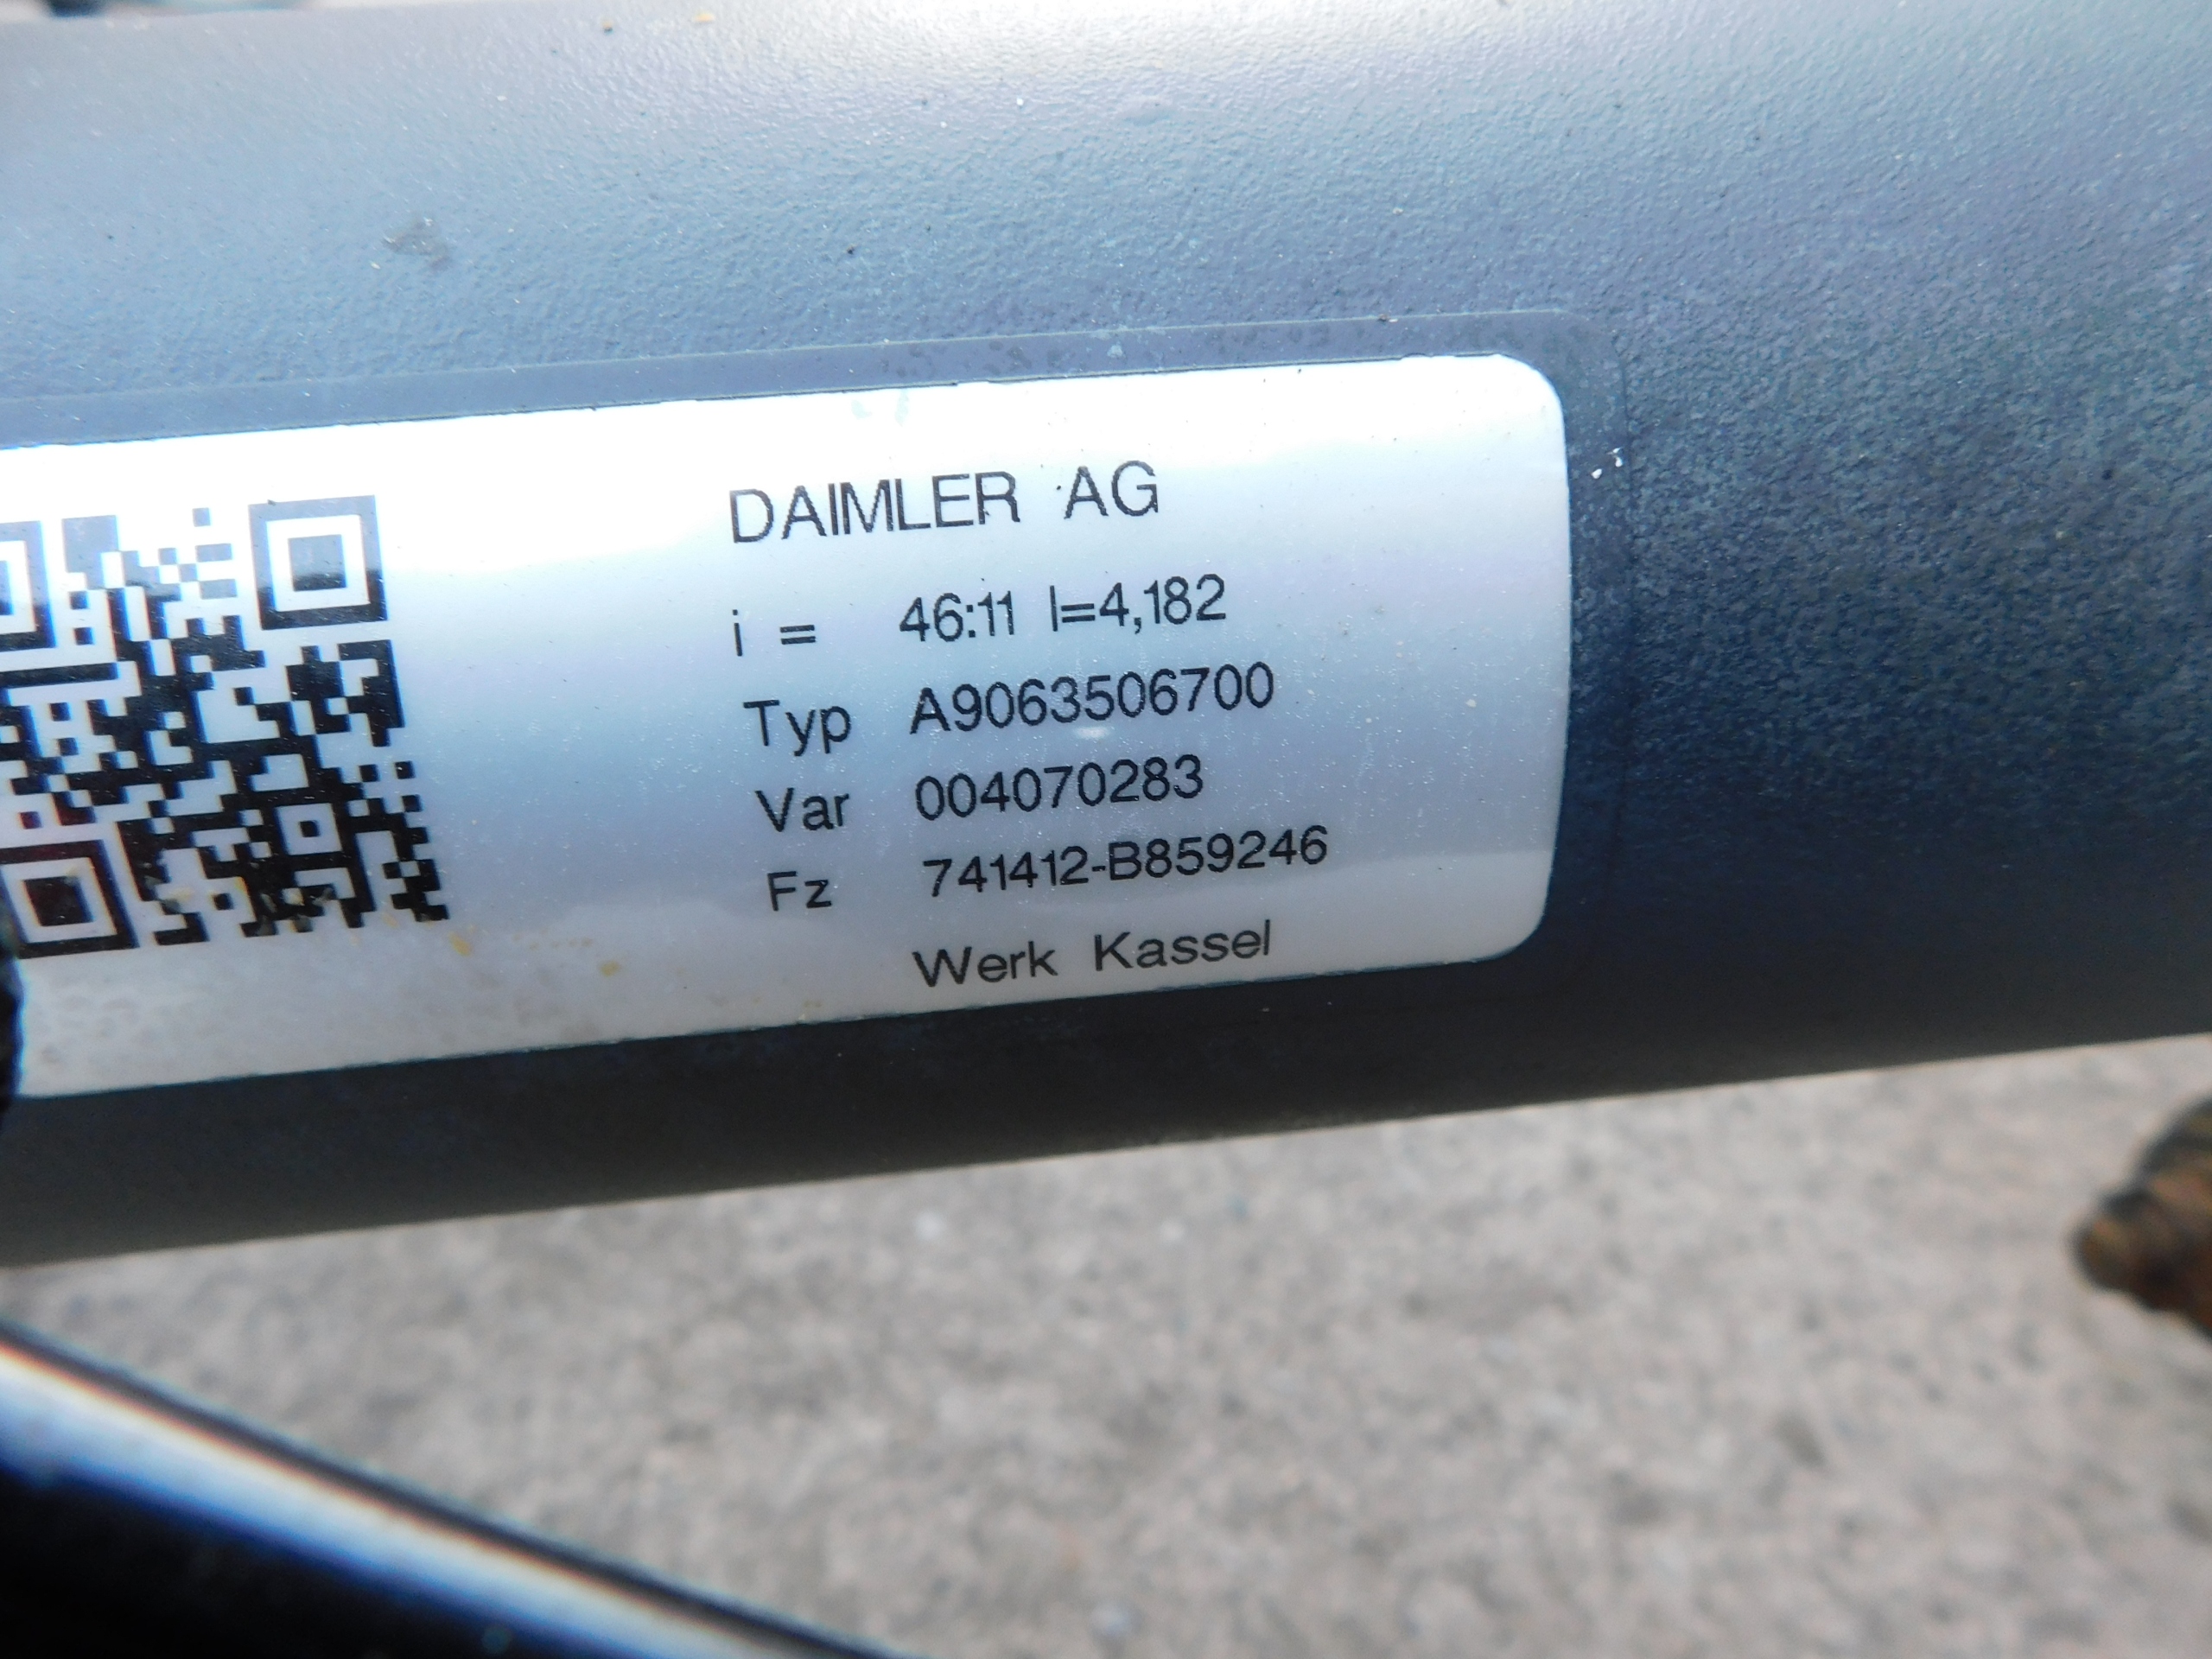 DAIMLER AG
i = 46:11 I=4,182
Typ A9063506700
Var 004070283
Fz 741412-B859246
Werk Kassel